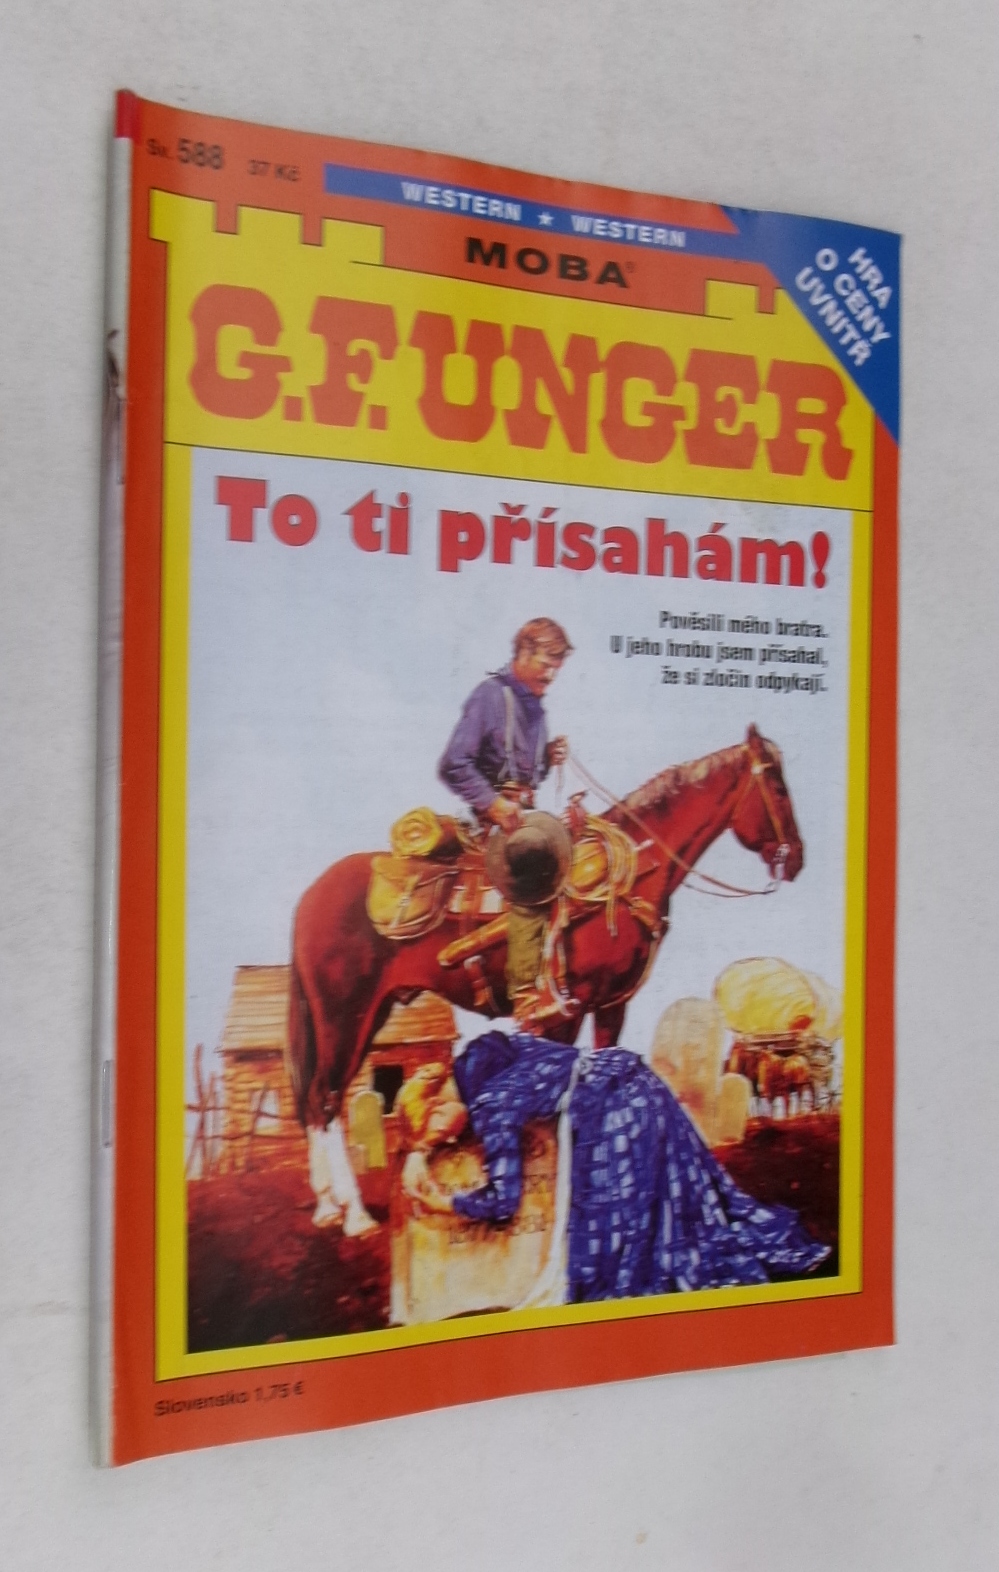 Sv. 588 37 Kč
WESTERN ★ WESTERN
MOBA®
HRA
O CENY
UVNITŘ
G.F. UNGER
To ti přísahám!
Pověsili mého bratra.
U jeho hrobu jsem přísahal,
že si zločin odpykají.
Slovensko 1,75 €